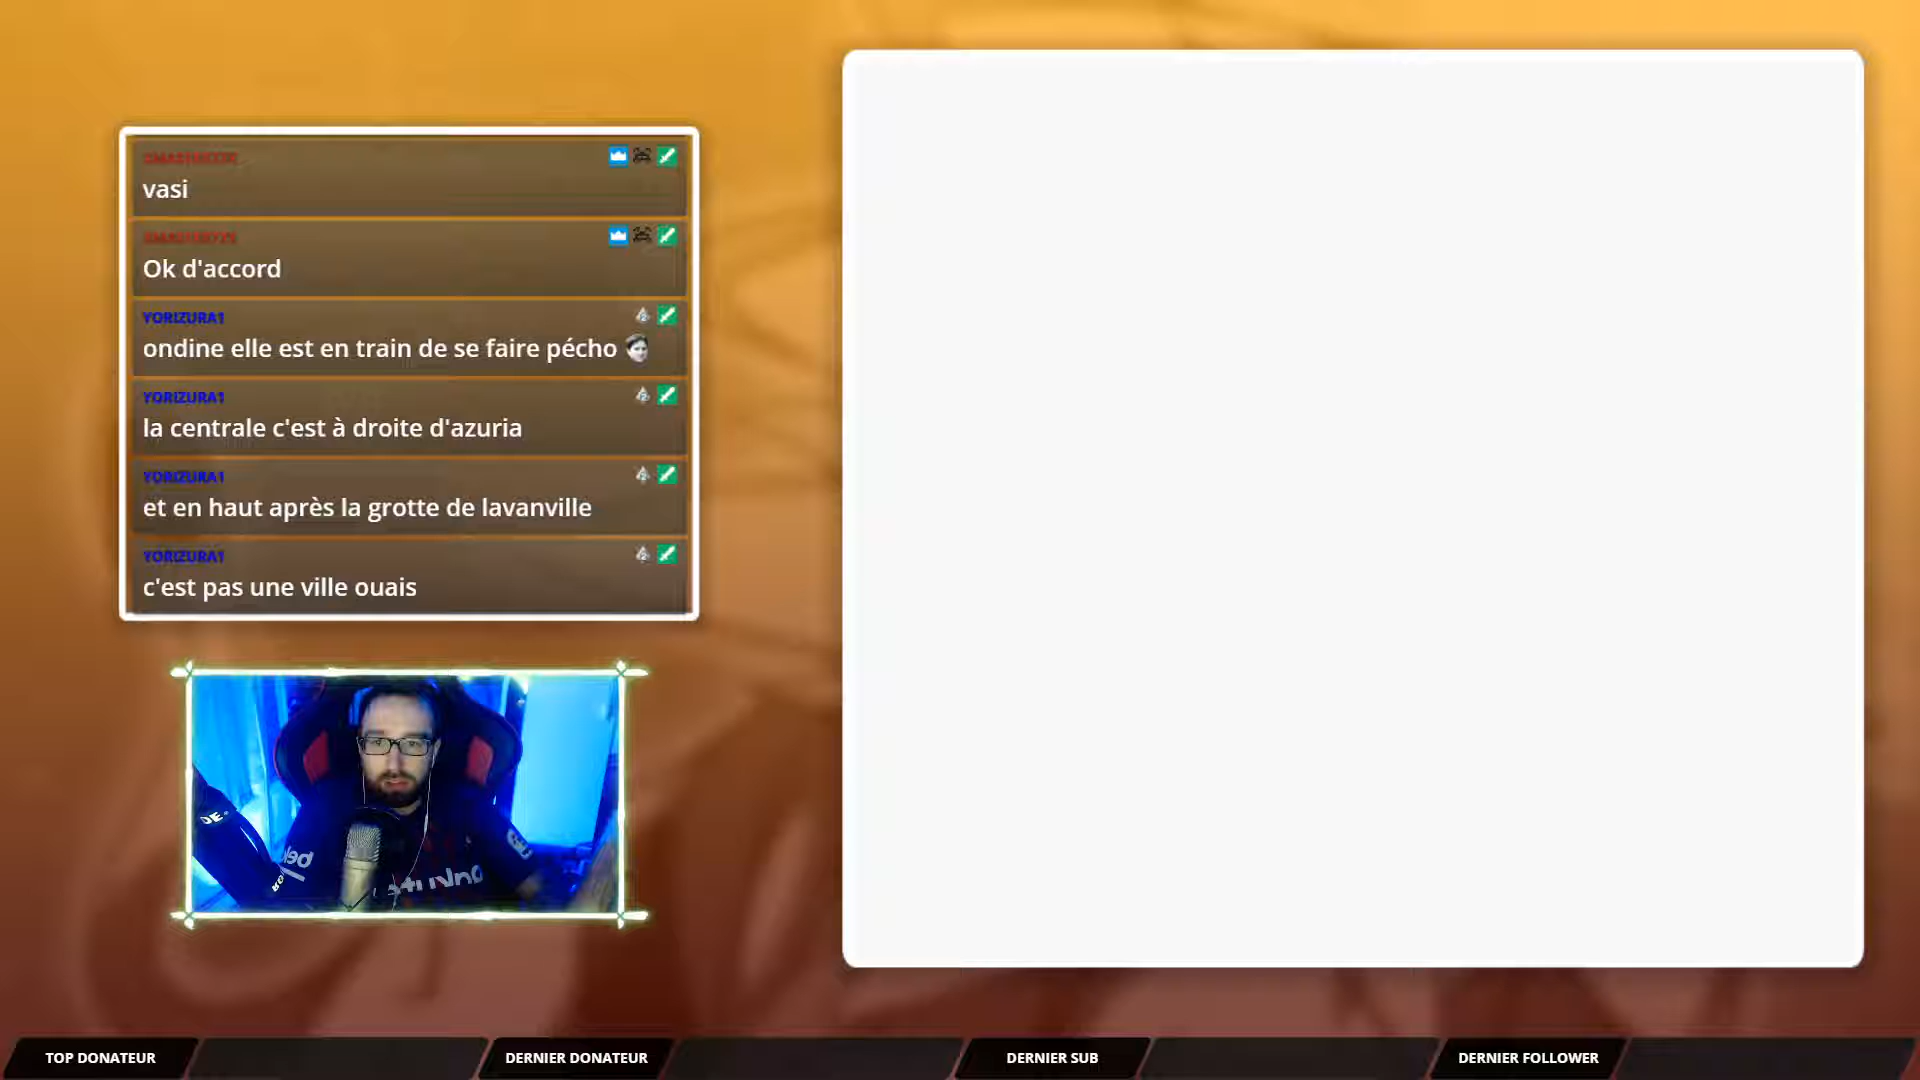 vasi
Ok d'accord
YORIZURA1
ondine elle est en train de se faire pécho
YORIZURA1
la centrale c'est à droite d'azuria
YORIZURA1
et en haut après la grotte de lavanville
YORIZURA1
c'est pas une ville ouais
TOP DONATEUR
DERNIER DONATEUR
DERNIER SUB
DERNIER FOLLOWER